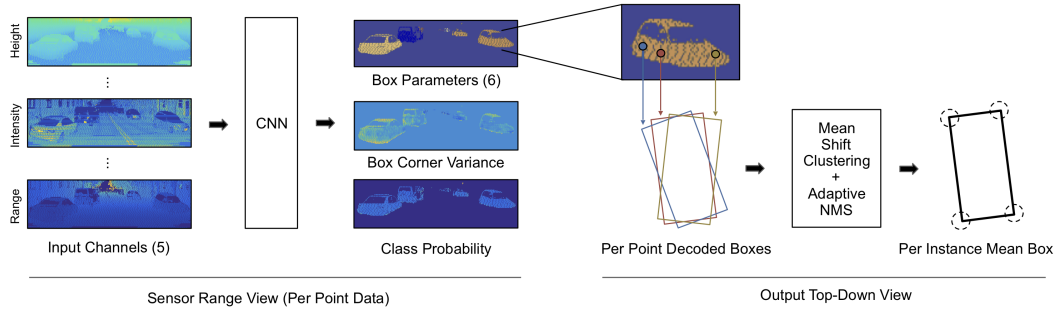 Height
⋮
Intensity
⋮
Range
Input Channels (5)
CNN
Box Parameters (6)
Box Corner Variance
Class Probability
Sensor Range View (Per Point Data)
Per Point Decoded Boxes
Mean
Shift
Clustering
+
Adaptive
NMS
Per Instance Mean Box
Output Top-Down View